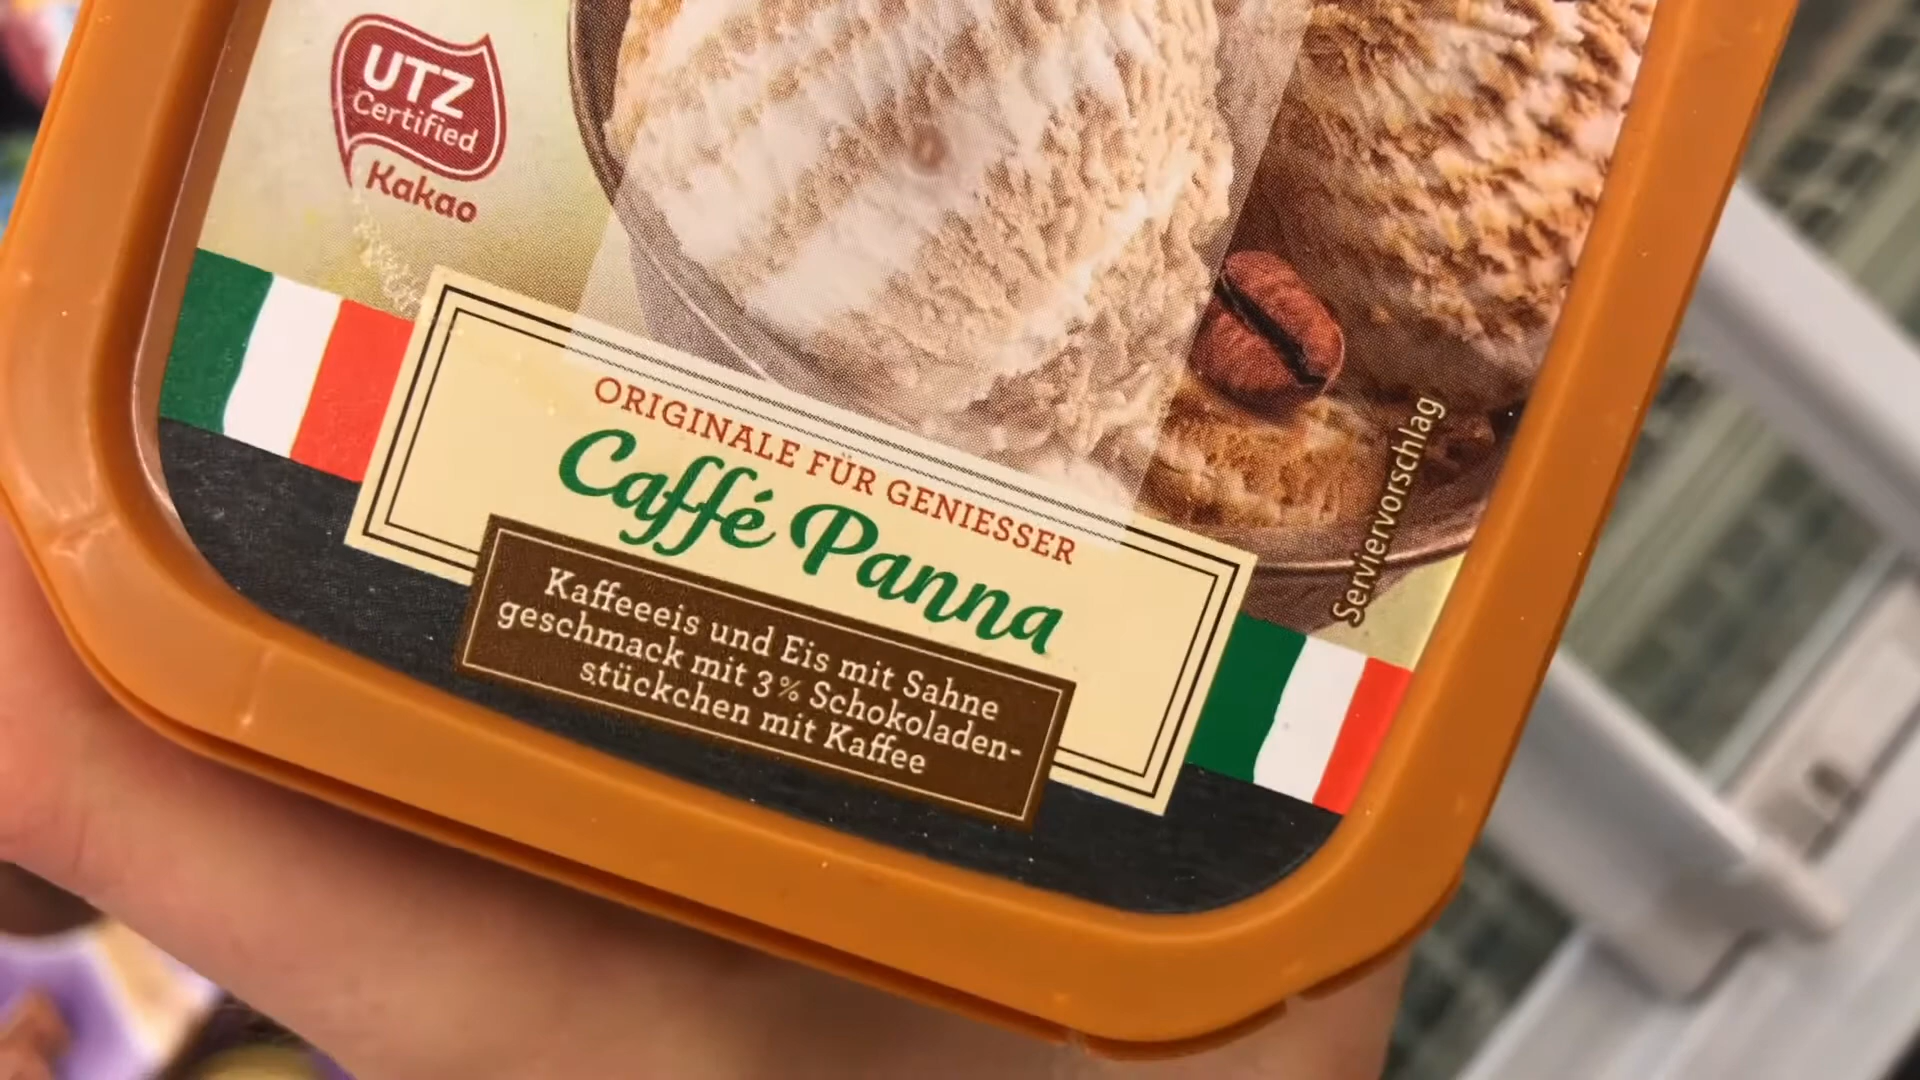 UTZ
Certified
Kakao
ORIGINALE FÜR GENIESSER
Caffé Panna
Kaffeeeis und Eis mit Sahne
geschmack mit 3% Schokoladen-
stückchen mit Kaffee
Serviervorschlag